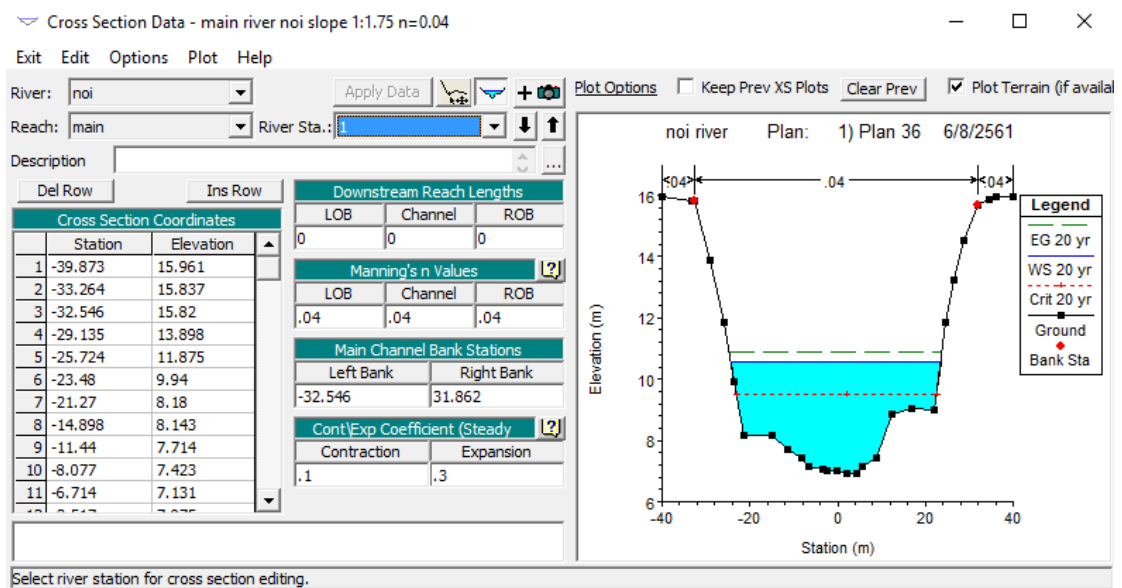 Cross Section Data - main river noi slope 1:1.75 n=0.04
Exit Edit Options Plot Help
River: noi
Apply Data
Plot Options Keep Prev XS Plots Clear Prev Plot Terrain (if availal
Reach: main
River Sta.: 1
Description
...
Del Row Ins Row
Cross Section Coordinates
Station Elevation
1 -39.873 15.961
2 -33.264 15.837
3 -32.546 15.82
4 -29.135 13.898
5 -25.724 11.875
6 -23.48 9.94
7 -21.27 8.18
8 -14.898 8.143
9 -11.44 7.714
10 -8.077 7.423
11 -6.714 7.131
Downstream Reach Lengths
LOB Channel ROB
0 0 0
Manning's n Values
LOB Channel ROB
.04 .04 .04
Main Channel Bank Stations
Left Bank Right Bank
-32.546 31.862
Cont\Exp Coefficient (Steady
Contraction Expansion
.1 .3
noi river Plan: 1) Plan 36 6/8/2561
.04 .04 .04
16
14
12
10
8
6
-40 -20 0 20 40
Elevation (m)
Station (m)
Legend
EG 20 yr
WS 20 yr
Crit 20 yr
Ground
Bank Sta
Select river station for cross section editing.